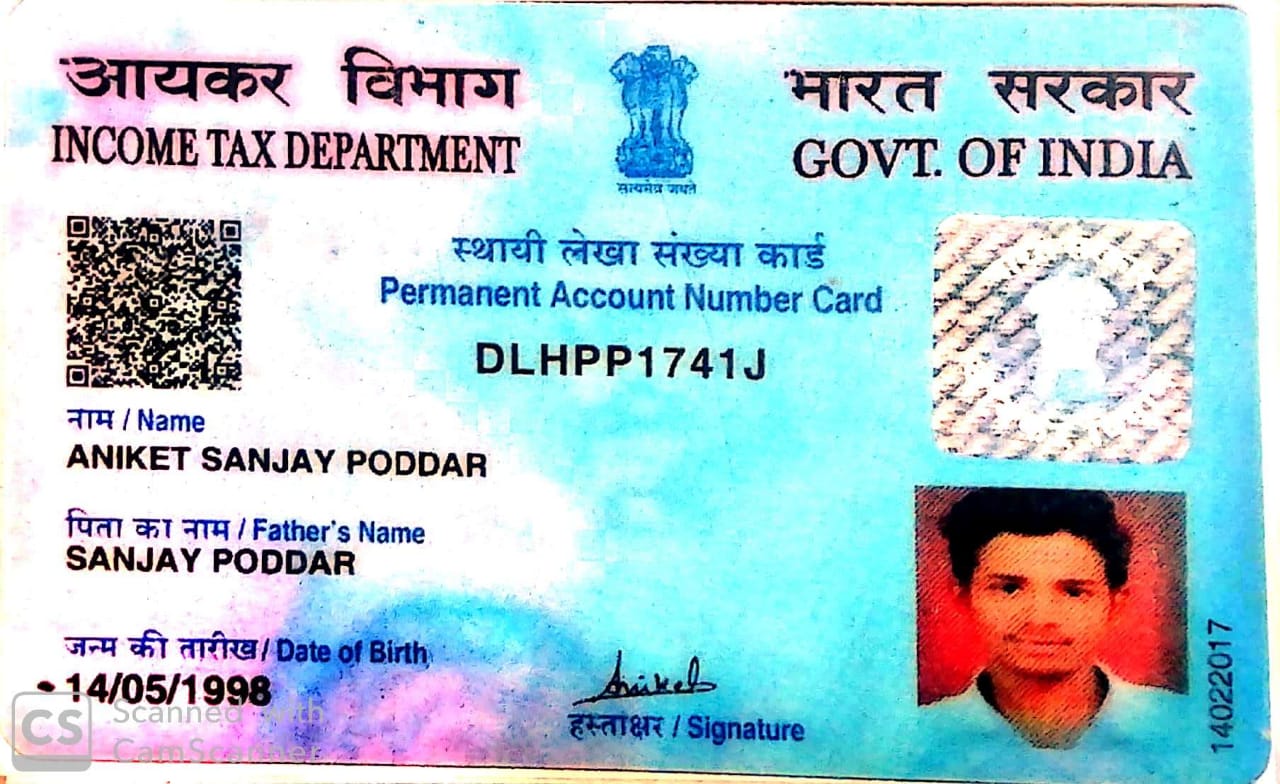 आयकर विभाग
INCOME TAX DEPARTMENT
सत्यमेव जयते
भारत सरकार
GOVT. OF INDIA
स्थायी लेखा संख्या कार्ड
Permanent Account Number Card
DLHPP1741J
नाम / Name
ANIKET SANJAY PODDAR
पिता का नाम / Father's Name
SANJAY PODDAR
जन्म की तारीख / Date of Birth
14/05/1998
Aniket
हस्ताक्षर / Signature
14022017
CS Scanned with
CamScanner